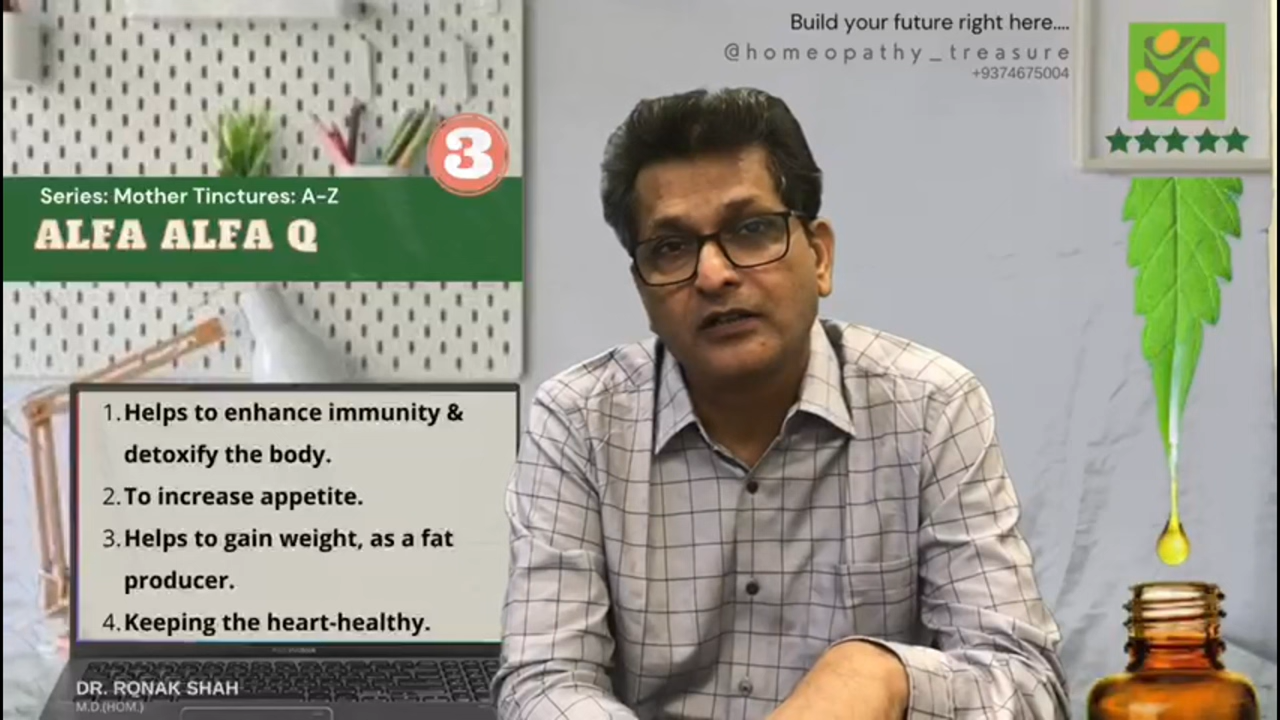 Build your future right here....
@homeopathy_treasure
+9374675004
3
Series: Mother Tinctures: A-Z
ALFA ALFA Q
1. Helps to enhance immunity &
detoxify the body.
2. To increase appetite.
3. Helps to gain weight, as a fat
producer.
4. Keeping the heart-healthy.
DR. RONAK SHAH
M.D.(HOM.)